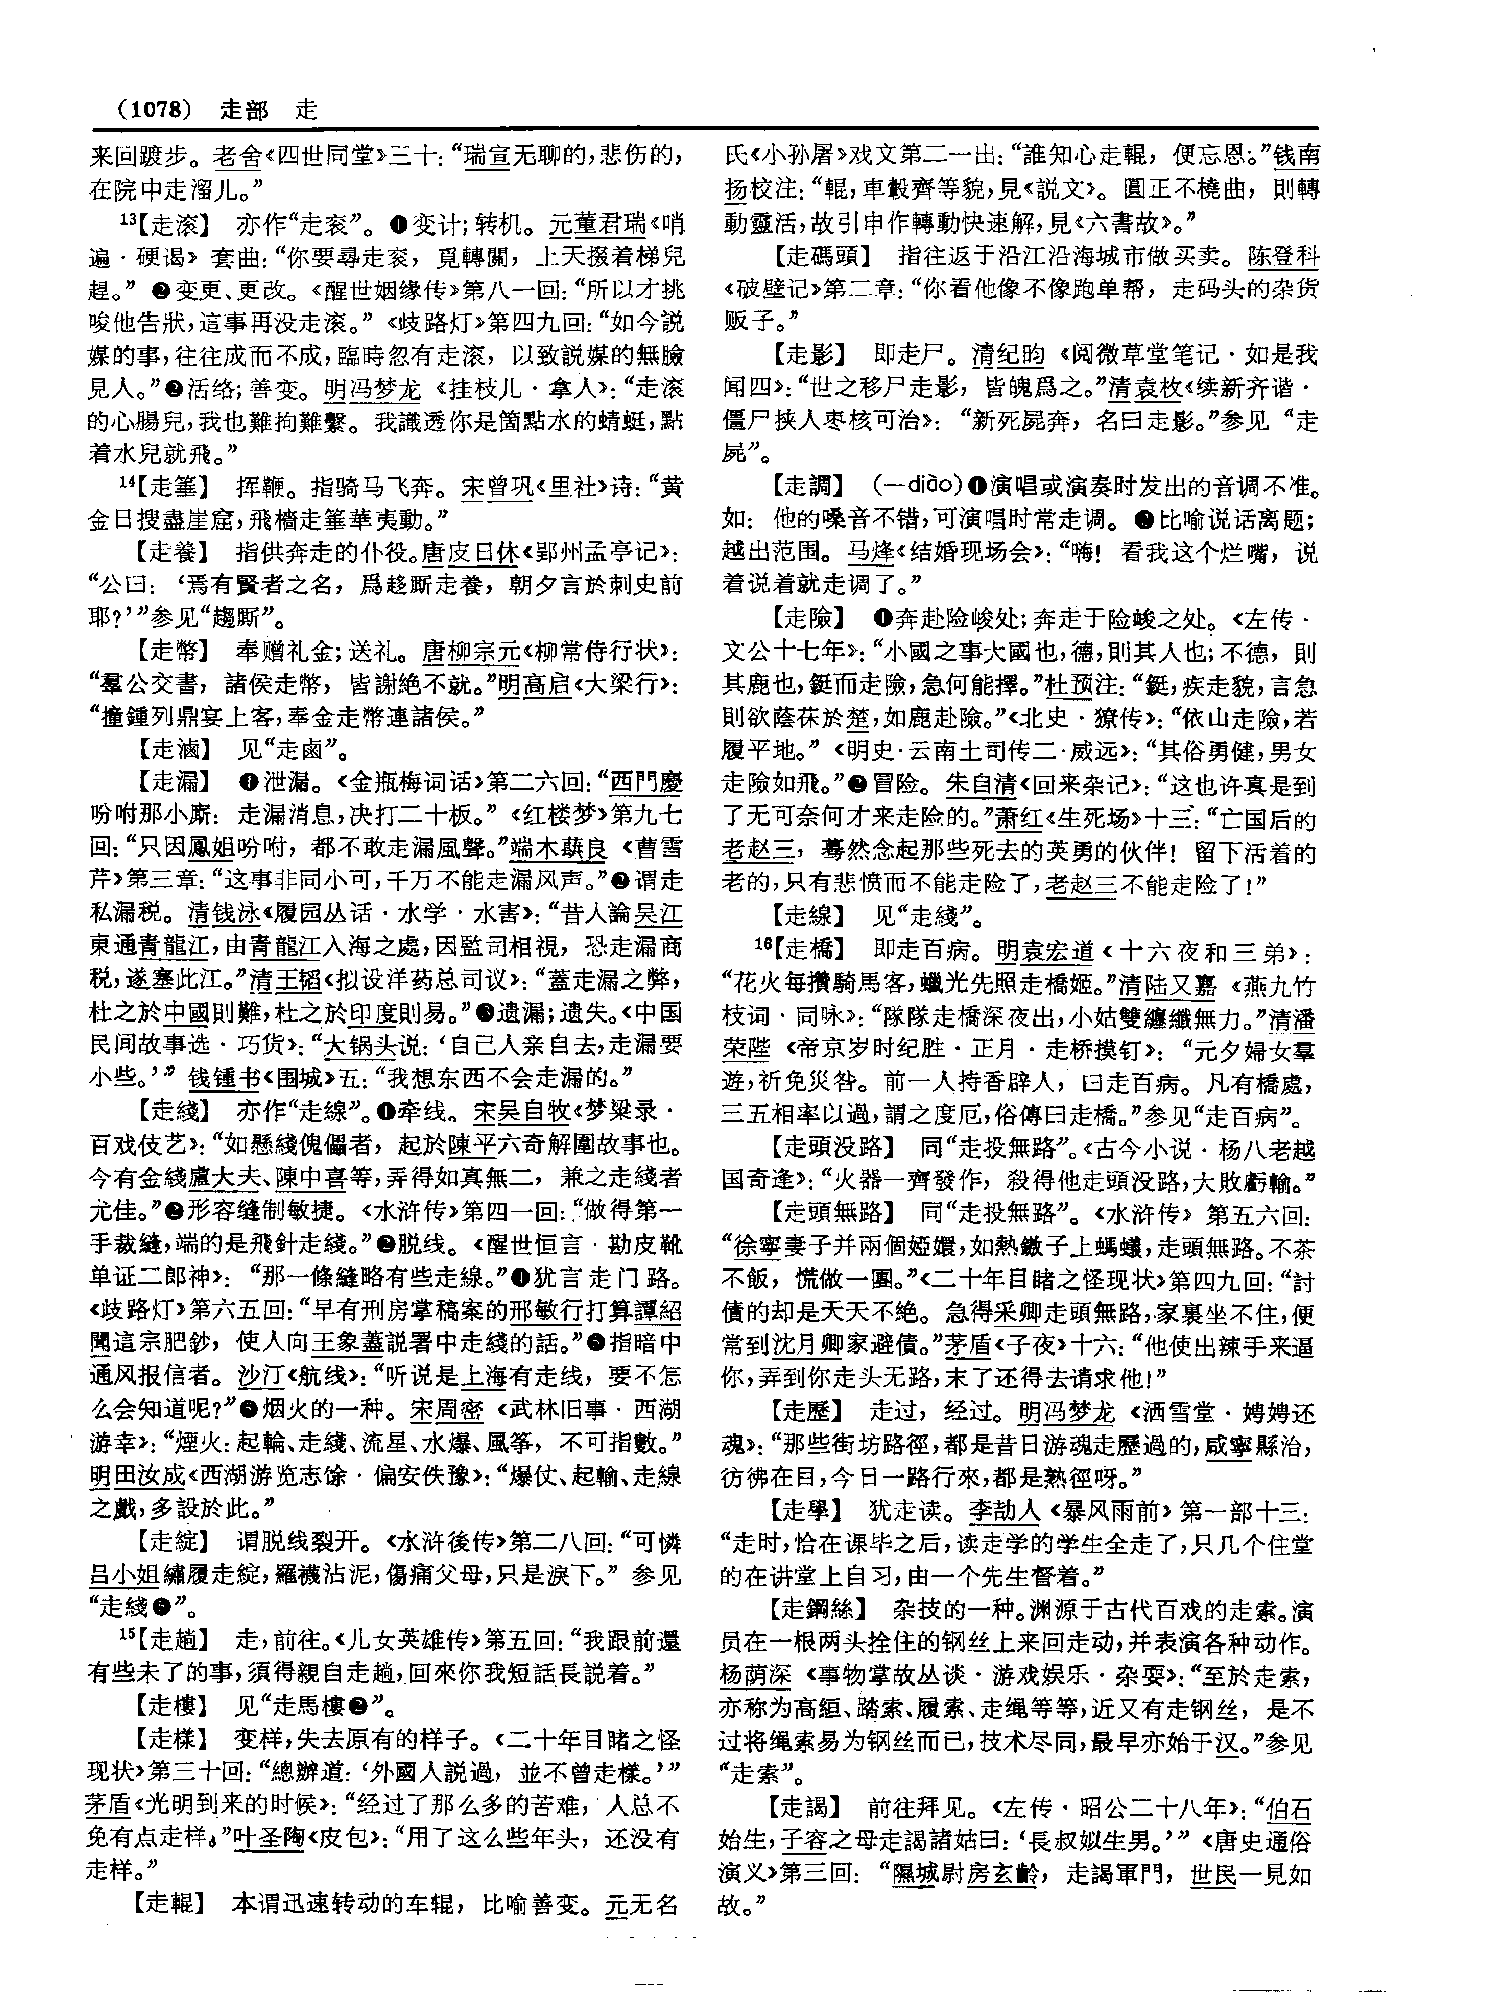 （1078） 走部 走
来回踱步。老舍《四世同堂》三十：“瑞宣无聊的，悲伤的，
在院中走溜儿。”
13【走滚】 亦作“走衮”。❶变计；转机。元董君瑞《哨
遍·硬谒》套曲：“你要尋走衮，覓轉關，上天掇着梯兒
趕。”❷变更、更改。《醒世姻缘传》第八一回：“所以才挑
唆他告狀，這事再没走滚。”《歧路灯》第四九回：“如今説
媒的事，往往成而不成，臨時忽有走滚，以致説媒的無臉
見人。”❸活络；善变。明冯梦龙《挂枝儿·拿人》：“走滚
的心腸兒，我也難拘難繫。我識透你是箇點水的蜻蜓，點
着水兒就飛。”
14【走箠】 挥鞭。指骑马飞奔。宋曾巩《里社》诗：“黄
金日搜盡崖窟，飛檣走箠華夷動。”
【走養】 指供奔走的仆役。唐皮日休《郢州孟亭记》：
“公曰：‘焉有賢者之名，爲趍厮走養，朝夕言於刺史前
耶？’”参见“趨厮”。
【走幣】 奉赠礼金；送礼。唐柳宗元《柳常侍行状》：
“羣公交書，諸侯走幣，皆謝絶不就。”明高启《大梁行》：
“撞鍾列鼎宴上客，奉金走幣連諸侯。”
【走滷】 见“走鹵”。
【走漏】 ❶泄漏。《金瓶梅词话》第二六回：“西門慶
吩咐那小廝：走漏消息，决打二十板。”《红楼梦》第九七
回：“只因鳳姐吩咐，都不敢走漏風聲。”端木蕻良《曹雪
芹》第三章：“这事非同小可，千万不能走漏风声。”❷谓走
私漏税。清钱泳《履园丛话·水学·水害》：“昔人論吴江
東通青龍江，由青龍江入海之處，因監司相視，恐走漏商
税，遂塞此江。”清王韬《拟设洋药总司议》：“蓋走漏之弊，
杜之於中國則難，杜之於印度則易。”❸遗漏；遗失。《中国
民间故事选·巧货》：“大锅头说：‘自己人亲自去，走漏要
小些。’”钱锺书《围城》五：“我想东西不会走漏的。”
【走綫】 亦作“走線”。❶牵线。宋吴自牧《梦粱录·
百戏伎艺》：“如懸綫傀儡者，起於陳平六奇解圍故事也。
今有金綫盧大夫、陳中喜等，弄得如真無二，兼之走綫者
尤佳。”❷形容缝制敏捷。《水浒传》第四一回：“做得第一
手裁縫，端的是飛針走綫。”❸脱线。《醒世恒言·勘皮靴
单证二郎神》：“那一條縫略有些走線。”❹犹言走门路。
《歧路灯》第六五回：“早有刑房掌稿案的邢敏行打算譚紹
聞這宗肥鈔，使人向王象藎説署中走綫的話。”❺指暗中
通风报信者。沙汀《航线》：“听说是上海有走线，要不怎
么会知道呢？”❻烟火的一种。宋周密《武林旧事·西湖
游幸》：“煙火：起輪、走綫、流星、水爆、風筝，不可指數。”
明田汝成《西湖游览志馀·偏安佚豫》：“爆仗、起輪、走線
之戲，多設於此。”
【走綻】 谓脱线裂开。《水浒後传》第二八回：“可憐
吕小姐繡履走綻，羅襪沾泥，傷痛父母，只是淚下。”参见
“走綫❸”。
15【走趟】 走，前往。《儿女英雄传》第五回：“我跟前還
有些未了的事，須得親自走趟，回來你我短話長説着。”
【走樓】 见“走馬樓❷”。
【走樣】 变样，失去原有的样子。《二十年目睹之怪
现状》第三十回：“總辦道：‘外國人説過，並不曾走樣。’”
茅盾《光明到来的时候》：“经过了那么多的苦难，人总不
免有点走样。”叶圣陶《皮包》：“用了这么些年头，还没有
走样。”
【走輥】 本谓迅速转动的车辊，比喻善变。元无名
氏《小孙屠》戏文第二一出：“誰知心走輥，便忘恩。”钱南
扬校注：“輥，車轂齊等貌，見《説文》。圓正不橈曲，則轉
動靈活，故引申作轉動快速解，見《六書故》。”
【走碼頭】 指往返于沿江沿海城市做买卖。陈登科
《破壁记》第二章：“你看他像不像跑单帮，走码头的杂货
贩子。”
【走影】 即走尸。清纪昀《阅微草堂笔记·如是我
闻四》：“世之移尸走影，皆魄爲之。”清袁枚《续新齐谐·
僵尸挟人枣核可治》：“新死屍奔，名曰走影。”参见“走
屍”。
【走調】 （—diào）❶演唱或演奏时发出的音调不准。
如：他的嗓音不错，可演唱时常走调。❷比喻说话离题；
越出范围。马烽《结婚现场会》：“嗨！看我这个烂嘴，说
着说着就走调了。”
【走險】 ❶奔赴险峻处；奔走于险峻之处。《左传·
文公十七年》：“小國之事大國也，德，則其人也；不德，則
其鹿也，鋌而走險，急何能擇。”杜预注：“鋌，疾走貌，言急
則欲蔭茠於楚，如鹿赴險。”《北史·獠传》：“依山走險，若
履平地。”《明史·云南土司传二·威远》：“其俗勇健，男女
走險如飛。”❷冒险。朱自清《回来杂记》：“这也许真是到
了无可奈何才来走险的。”萧红《生死场》十三：“亡国后的
老赵三，蓦然念起那些死去的英勇的伙伴！留下活着的
老的，只有悲愤而不能走险了，老赵三不能走险了！”
【走線】 见“走綫”。
16【走橋】 即走百病。明袁宏道《十六夜和三弟》：
“花火每攢騎馬客，蠟光先照走橋姬。”清陆又嘉《燕九竹
枝词·同咏》：“隊隊走橋深夜出，小姑雙纏纖無力。”清潘
荣陛《帝京岁时纪胜·正月·走桥摸钉》：“元夕婦女羣
遊，祈免災咎。前一人持香辟人，曰走百病。凡有橋處，
三五相率以過，謂之度厄，俗傳曰走橋。”参见“走百病”。
【走頭没路】 同“走投無路”。《古今小说·杨八老越
国奇逢》：“火器一齊發作，殺得他走頭没路，大敗虧輸。”
【走頭無路】 同“走投無路”。《水浒传》第五六回：
“徐寧妻子并兩個婭嬛，如熱鏊子上螞蟻，走頭無路。不茶
不飯，慌做一團。”《二十年目睹之怪现状》第四九回：“討
債的却是天天不绝。急得采卿走頭無路，家裏坐不住，便
常到沈月卿家避債。”茅盾《子夜》十六：“他使出辣手来逼
你，弄到你走头无路，末了还得去请求他！”
【走歷】 走过，经过。明冯梦龙《洒雪堂·娉娉还
魂》：“那些街坊路徑，都是昔日游魂走歷過的，咸寧縣治，
彷彿在目，今日一路行來，都是熟徑呀。”
【走學】 犹走读。李劼人《暴风雨前》第一部十三：
“走时，恰在课毕之后，读走学的学生全走了，只几个住堂
的在讲堂上自习，由一个先生督着。”
【走鋼絲】 杂技的一种。渊源于古代百戏的走索。演
员在一根两头拴住的钢丝上来回走动，并表演各种动作。
杨荫深《事物掌故丛谈·游戏娱乐·杂耍》：“至於走索，
亦称为高絙、踏索、履索、走绳等等，近又有走钢丝，是不
过将绳索易为钢丝而已，技术尽同，最早亦始于汉。”参见
“走索”。
【走謁】 前往拜见。《左传·昭公二十八年》：“伯石
始生，子容之母走謁諸姑曰：‘長叔姒生男。’”《唐史通俗
演义》第三回：“隰城尉房玄齡，走謁軍門，世民一見如
故。”